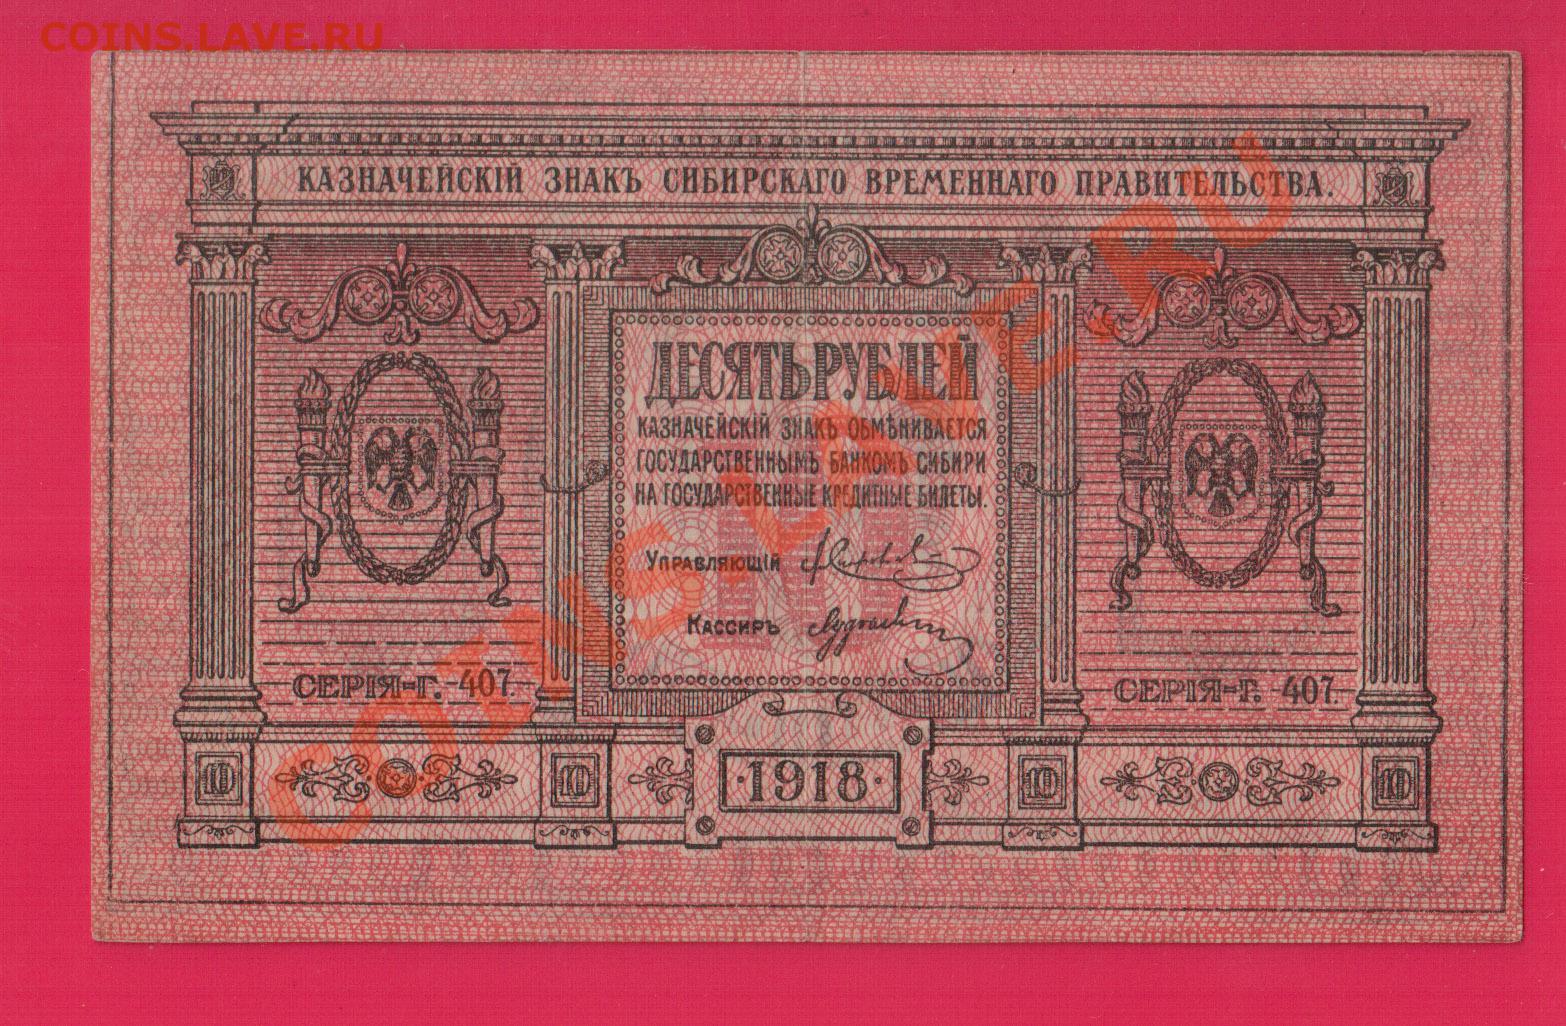 COINS.LAVE.RU
КАЗНАЧЕЙСКІЙ ЗНАКЪ СИБИРСКАГО ВРЕМЕННАГО ПРАВИТЕЛЬСТВА.
ДЕСЯТЬ РУБЛЕЙ
КАЗНАЧЕЙСКІЙ ЗНАКЪ ОБМѢНИВАЕТСЯ
ГОСУДАРСТВЕННЫМЪ БАНКОМЪ СИБИРИ
НА ГОСУДАРСТВЕННЫЕ КРЕДИТНЫЕ БИЛЕТЫ.
УПРАВЛЯЮЩІЙ
КАССИРЪ
СЕРІЯ-Г. -407.
СЕРІЯ-Г. -407.
10 10 ·1918· 10 10
COINS.LAVE.RU